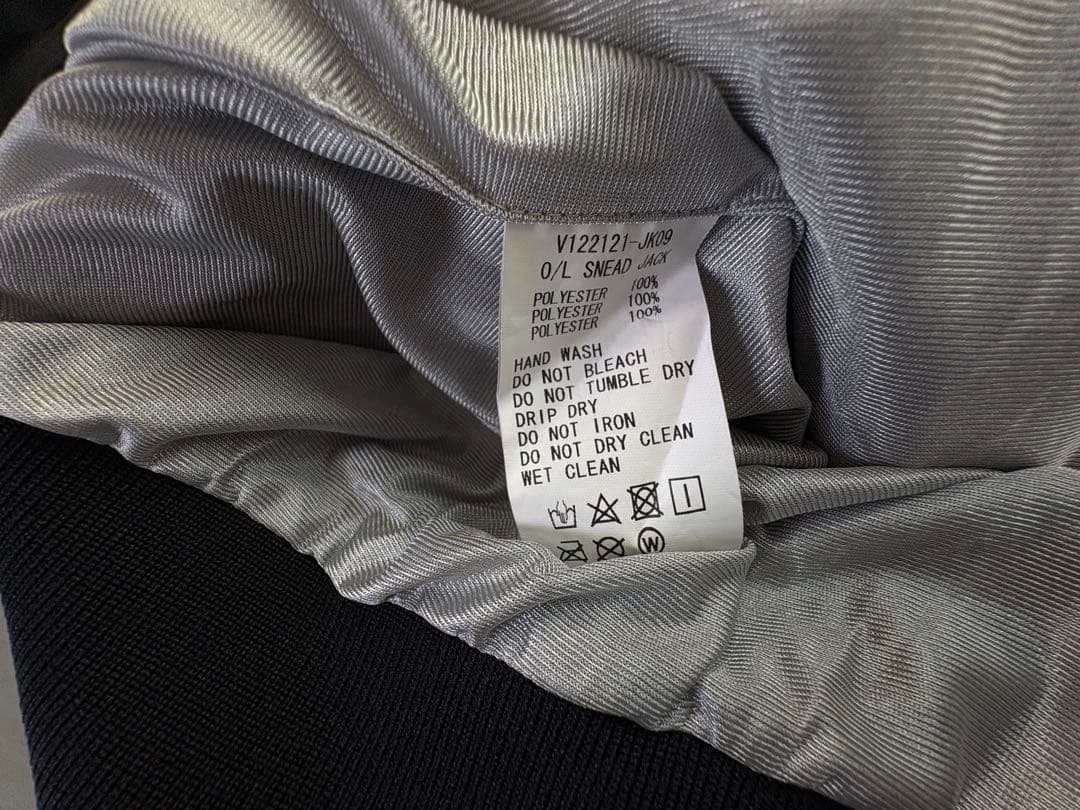 V122121-JK09
O/L SNEAD JACK
POLYESTER 100%
POLYESTER 100%
POLYESTER 100%
HAND WASH
DO NOT BLEACH
DO NOT TUMBLE DRY
DRIP DRY
DO NOT IRON
DO NOT DRY CLEAN
WET CLEAN
W